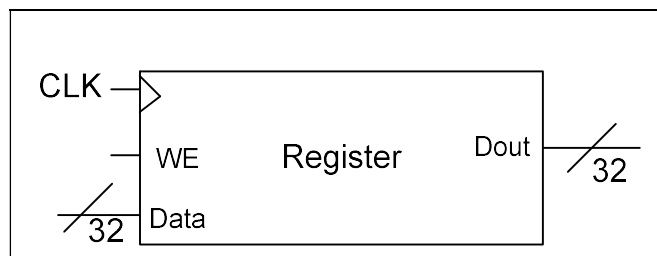 CLK
WE
Register
Dout
32
Data
32